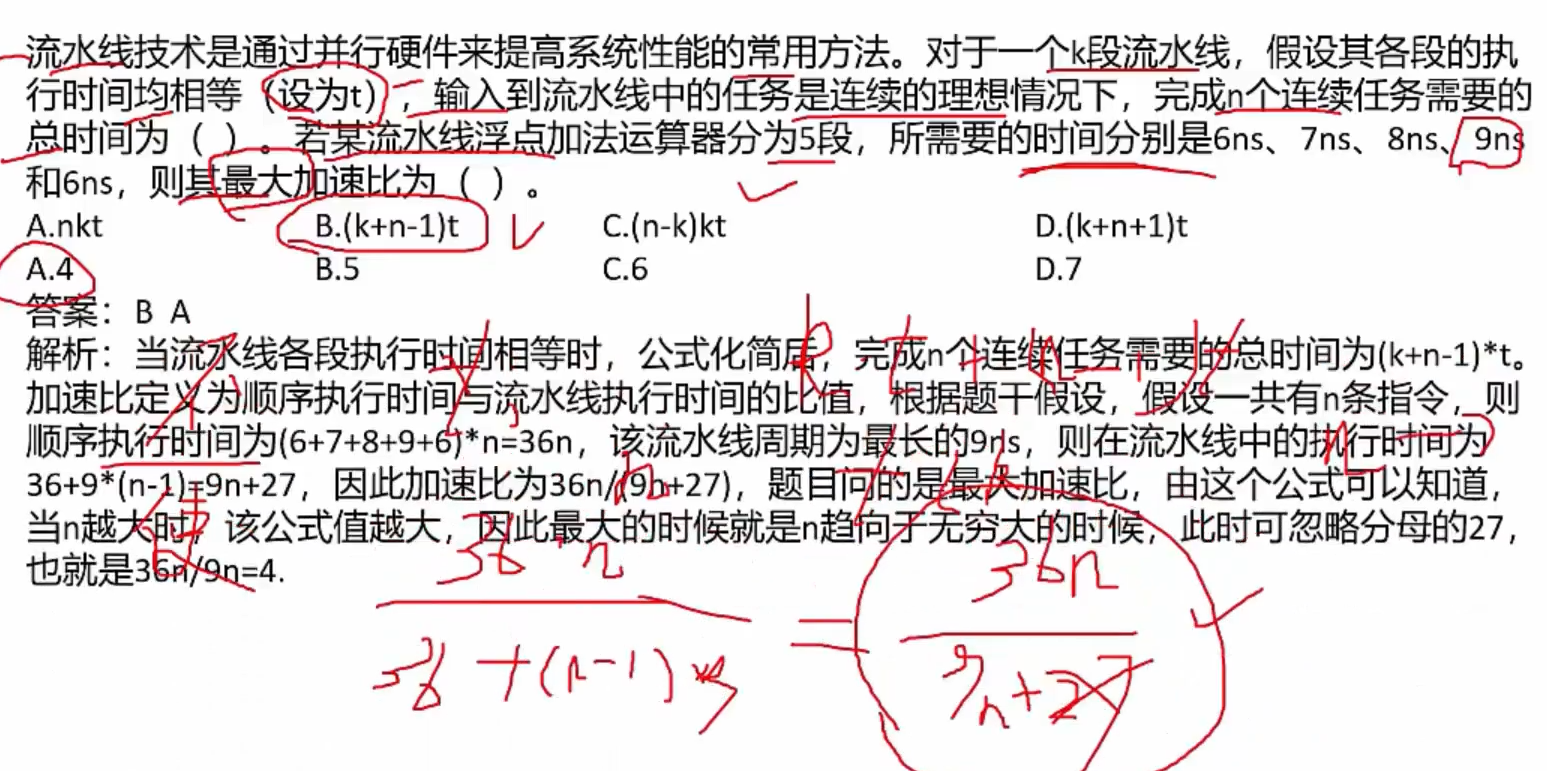 流水线技术是通过并行硬件来提高系统性能的常用方法。对于一个k段流水线，假设其各段的执
行时间均相等（设为t），输入到流水线中的任务是连续的理想情况下，完成n个连续任务需要的
总时间为（ ）。若某流水线浮点加法运算器分为5段，所需要的时间分别是6ns、7ns、8ns、9ns
和6ns，则其最大加速比为（ ）。
A.nkt B.(k+n-1)t C.(n-k)kt D.(k+n+1)t
A.4 B.5 C.6 D.7
答案：B A
解析：当流水线各段执行时间相等时，公式化简后，完成n个连续任务需要的总时间为(k+n-1)*t。
加速比定义为顺序执行时间与流水线执行时间的比值，根据题干假设，假设一共有n条指令，则
顺序执行时间为(6+7+8+9+6)*n=36n，该流水线周期为最长的9ns，则在流水线中的执行时间为
36+9*(n-1)=9n+27，因此加速比为36n/(9n+27)，题目问的是最大加速比，由这个公式可以知道，
当n越大时，该公式值越大，因此最大的时候就是n趋向于无穷大的时候，此时可忽略分母的27，
也就是36n/9n=4.
36·n
36+(n-1)*9
=
36n
9n+27